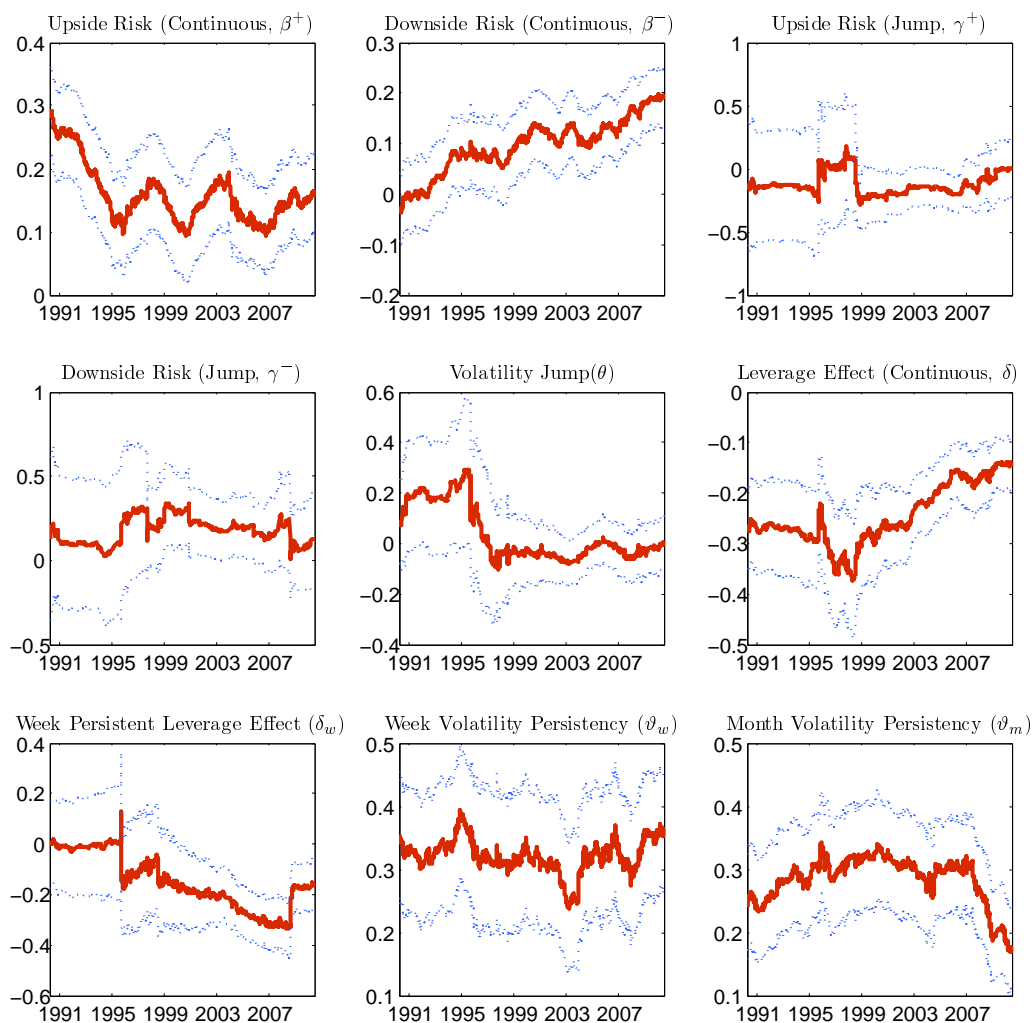 Upside Risk (Continuous, β⁺) Downside Risk (Continuous, β⁻) Upside Risk (Jump, γ⁺)
0.4 0.3 1
0.3 0.2 0.5
0.2 0.1 0
0.1 0 −0.5
0 −0.1 −1
−0.2
1991 1995 1999 2003 2007 1991 1995 1999 2003 2007 1991 1995 1999 2003 2007
Downside Risk (Jump, γ⁻) Volatility Jump(θ) Leverage Effect (Continuous, δ)
1 0.6 0
0.5 0.4 −0.1
0 0.2 −0.2
−0.5 0 −0.3
−0.2 −0.4
−0.4 −0.5
1991 1995 1999 2003 2007 1991 1995 1999 2003 2007 1991 1995 1999 2003 2007
Week Persistent Leverage Effect (δ_w) Week Volatility Persistency (ϑ_w) Month Volatility Persistency (ϑ_m)
0.4 0.5 0.5
0.2 0.4 0.4
0 0.3 0.3
−0.2 0.2 0.2
−0.4 0.1 0.1
−0.6
1991 1995 1999 2003 2007 1991 1995 1999 2003 2007 1991 1995 1999 2003 2007